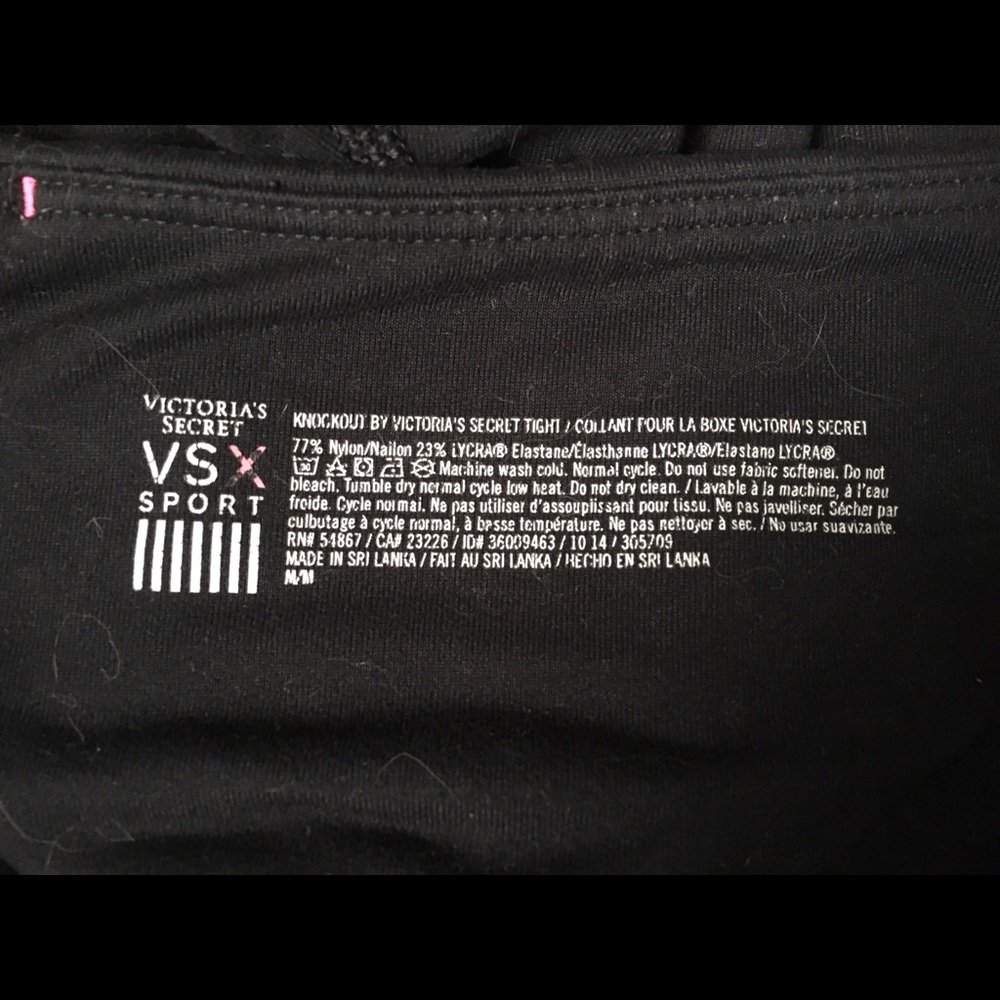 VICTORIA'S
SECRET
VSX
SPORT
KNOCKOUT BY VICTORIA'S SECRET TIGHT / COLLANT POUR LA BOXE VICTORIA'S SECRET
77% Nylon/Nailon 23% LYCRA® Elastane/Élasthanne LYCRA®/Elastano LYCRA®
Machine wash cold. Normal cycle. Do not use fabric softener. Do not
bleach. Tumble dry normal cycle low heat. Do not dry clean. / Lavable à la machine, à l'eau
froide. Cycle normal. Ne pas utiliser d'assouplissant pour tissu. Ne pas javelliser. Sécher par
culbutage à cycle normal, à basse température. Ne pas nettoyer à sec. / No usar suavizante.
RN# 54867 / CA# 23226 / ID# 36009463 / 10 14 / 305709
MADE IN SRI LANKA / FAIT AU SRI LANKA / HECHO EN SRI LANKA
M/M